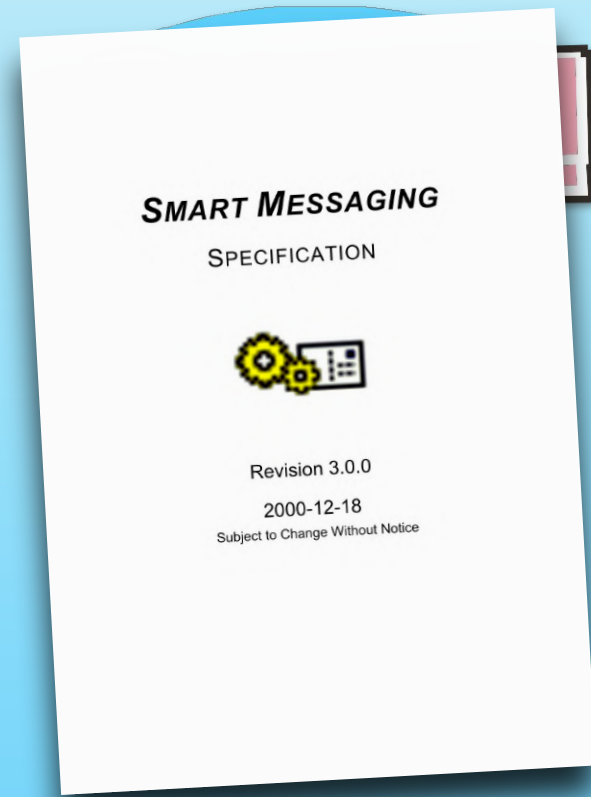 SMART MESSAGING
SPECIFICATION
Revision 3.0.0
2000-12-18
Subject to Change Without Notice